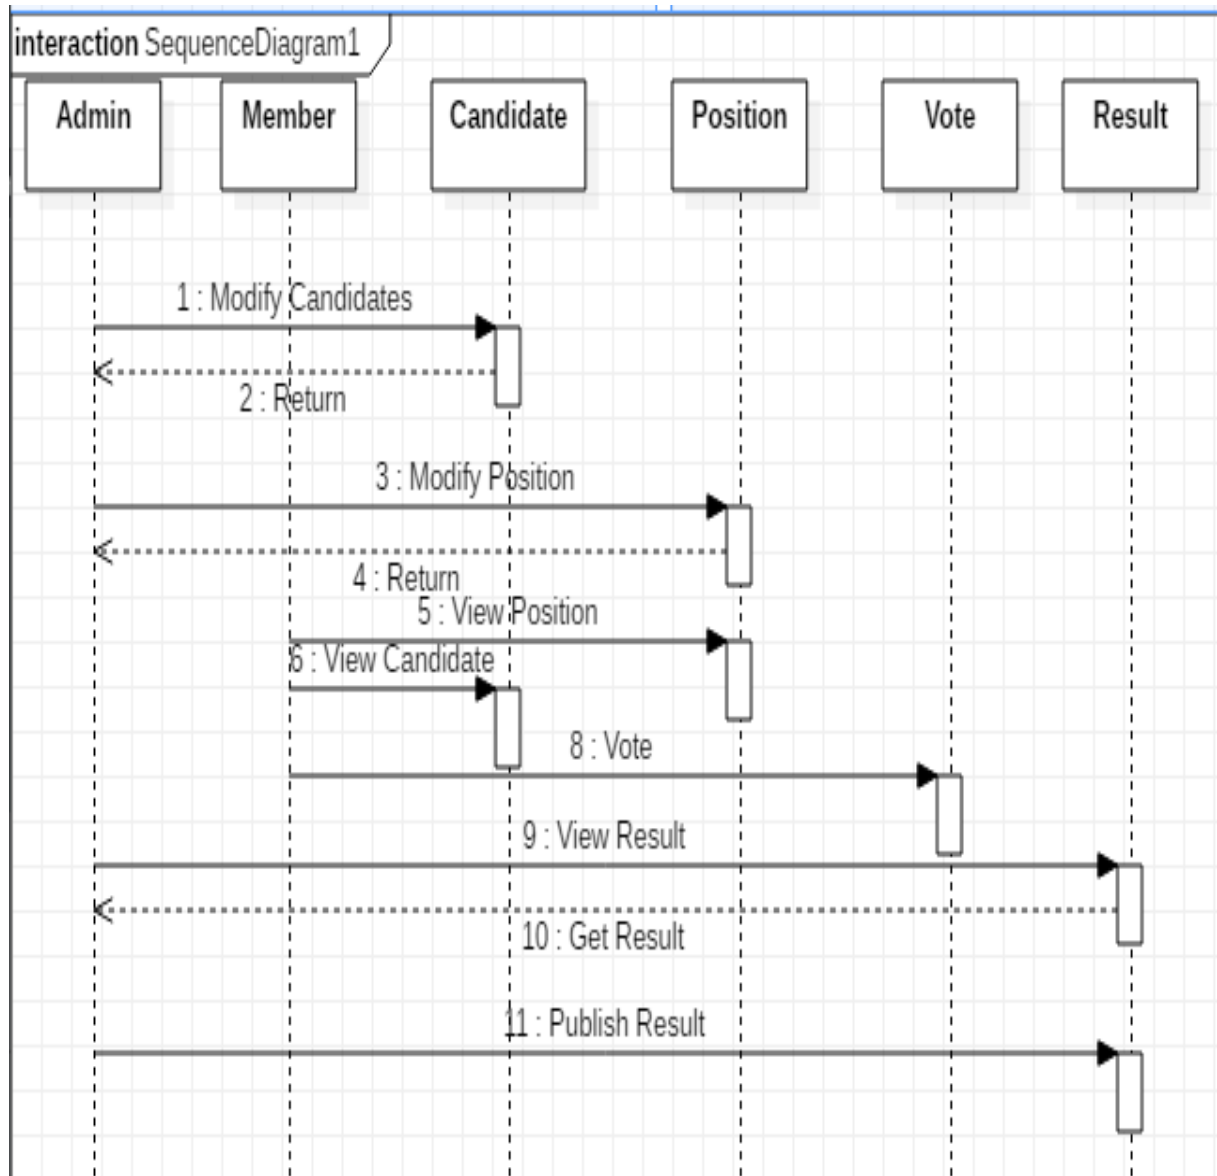 interaction SequenceDiagram1
Admin
Member
Candidate
Position
Vote
Result
1 : Modify Candidates
2 : Return
3 : Modify Position
4 : Return
5 : View Position
6 : View Candidate
8 : Vote
9 : View Result
10 : Get Result
11 : Publish Result